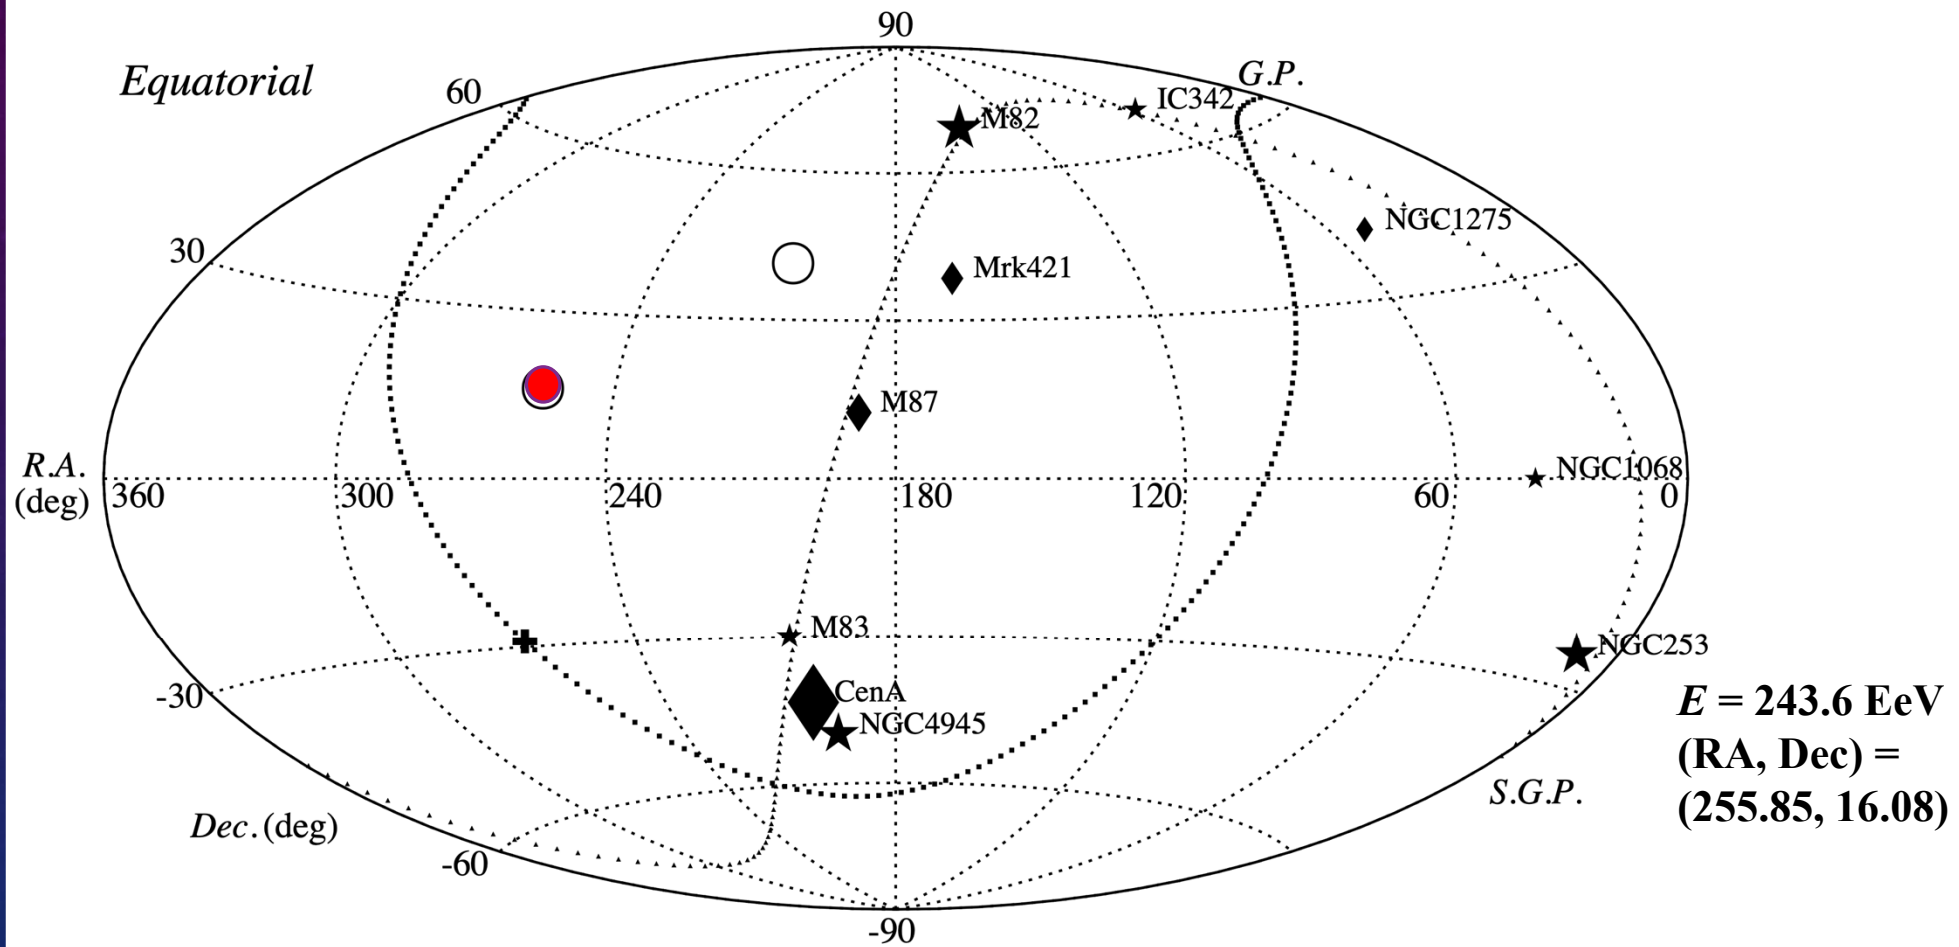 90
Equatorial
G.P.
60
IC342
M82
NGC1275
30
Mrk421
M87
R.A.
(deg)
NGC1068
360
300
240
180
120
60
0
M83
NGC253
-30
CenA
NGC4945
E = 243.6 EeV
(RA, Dec) =
(255.85, 16.08)
S.G.P.
Dec. (deg)
-60
-90